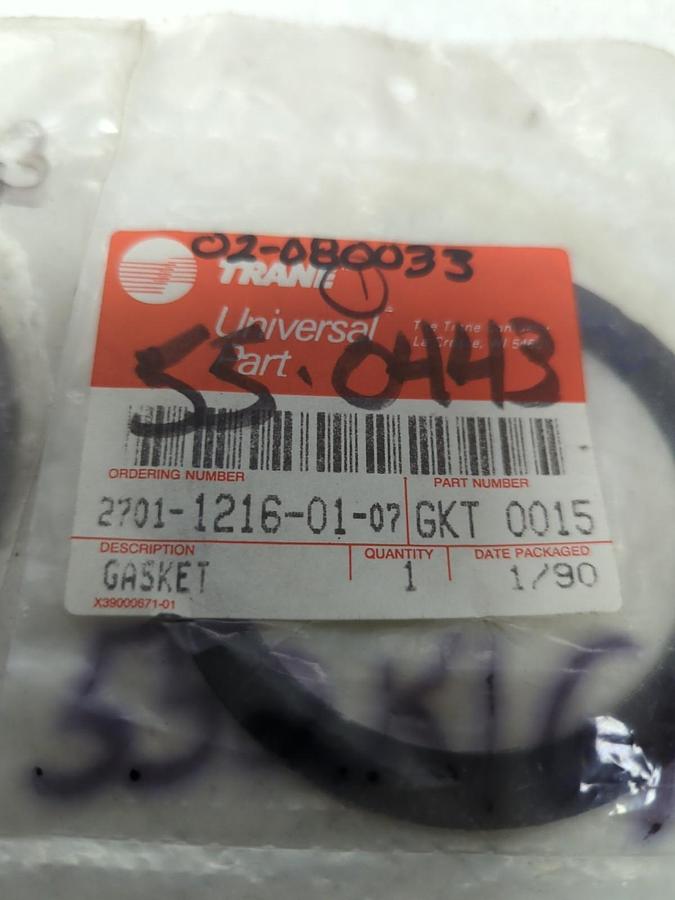 02-080033
TRANE
1
Universal
Part
The Trane
La Crosse, WI
55.0443
ORDERING NUMBER
PART NUMBER
2701-1216-01-07
GKT 0015
DESCRIPTION
QUANTITY
DATE PACKAGED
GASKET
1
1/90
X39000671-01